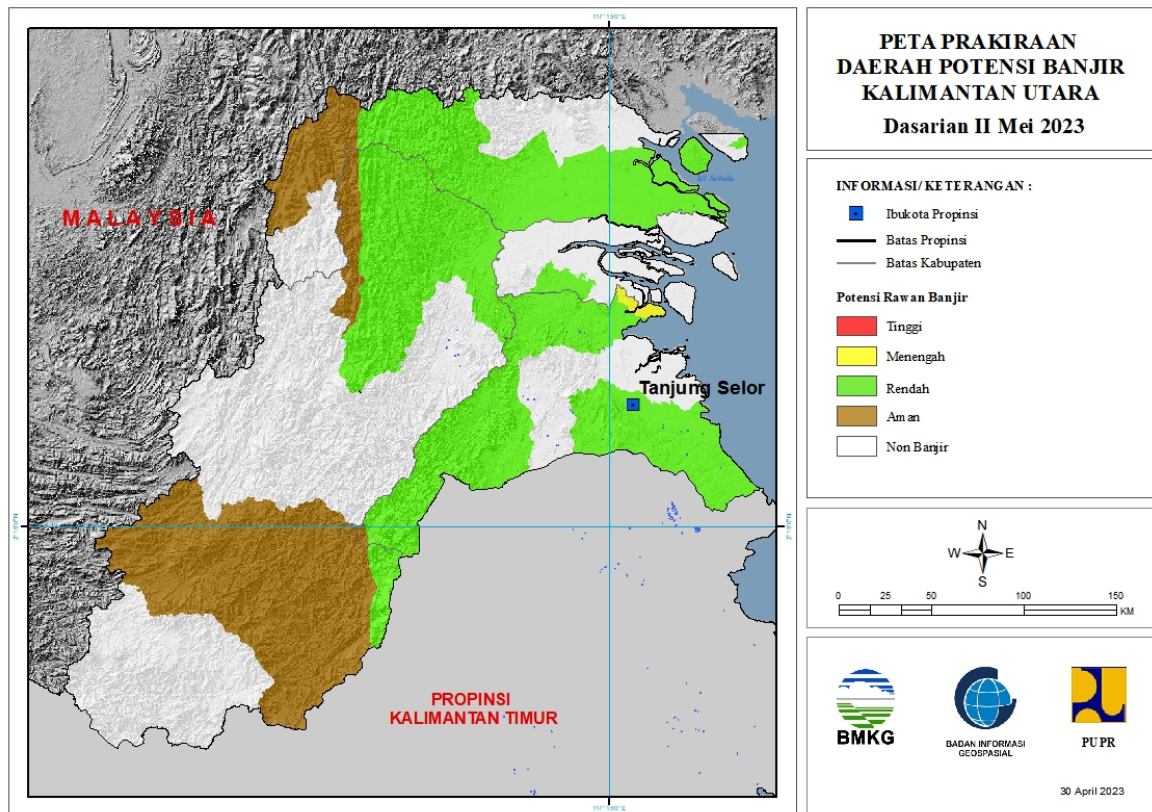 PETA PRAKIRAAN
DAERAH POTENSI BANJIR
KALIMANTAN UTARA
Dasarian II Mei 2023
INFORMASI/ KETERANGAN :
Ibukota Propinsi
Batas Propinsi
Batas Kabupaten
Potensi Rawan Banjir
Tinggi
Menengah
Rendah
Aman
Non Banjir
N
W E
S
0 25 50 100 150
KM
BMKG
BADAN INFORMASI
GEOSPASIAL
PUPR
30 April 2023
MALAYSIA
Tanjung Selor
PROPINSI
KALIMANTAN TIMUR